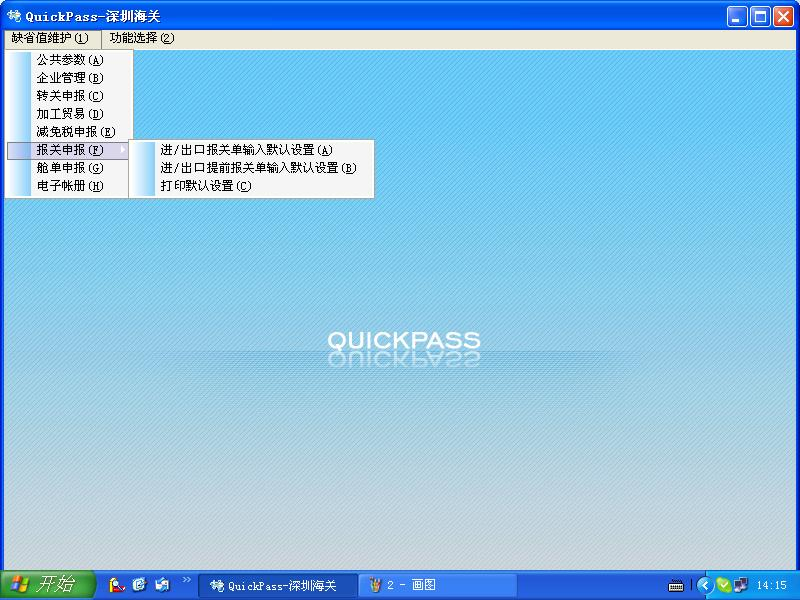 QuickPass-深圳海关
缺省值维护(1) 功能选择(2)
公共参数(A)
企业管理(B)
转关申报(C)
加工贸易(D)
减免税申报(E)
报关申报(F)
舱单申报(G)
电子帐册(H)
进/出口报关单输入默认设置(A)
进/出口提前报关单输入默认设置(B)
打印默认设置(C)
QUICKPASS
开始 QuickPass-深圳海关 2 - 画图 14:15